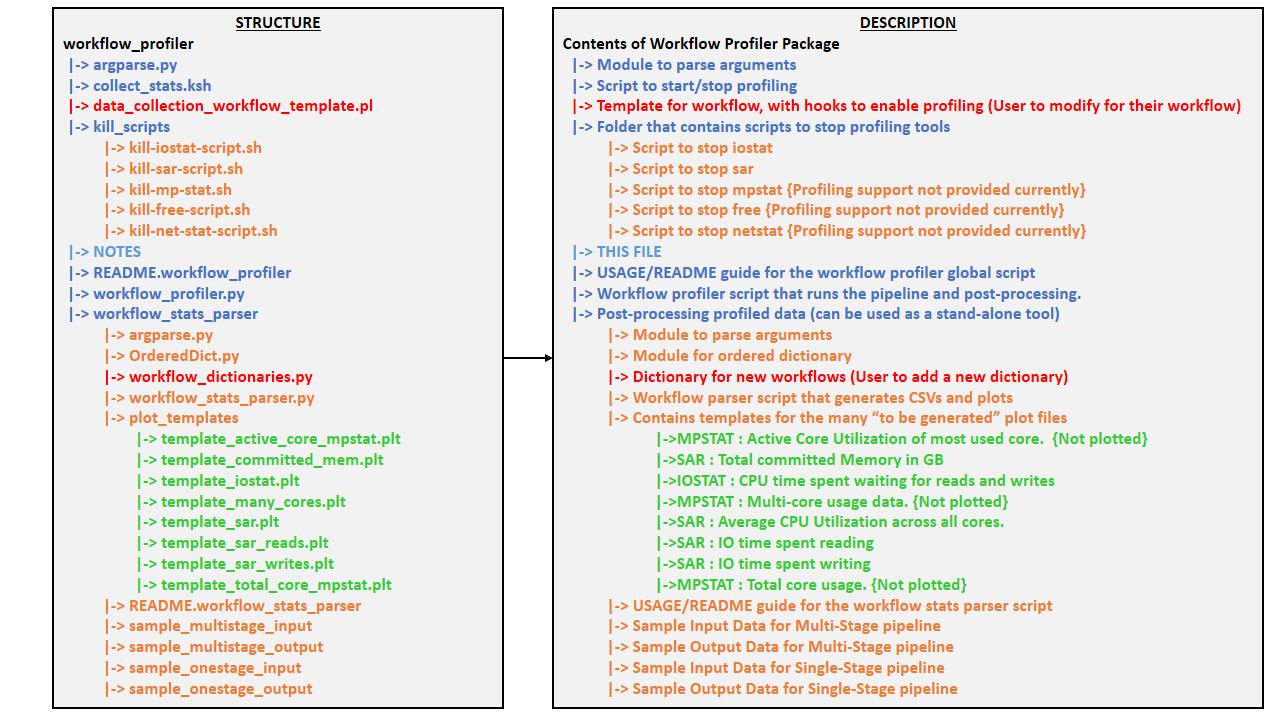 STRUCTURE
workflow_profiler
|-> argparse.py
|-> collect_stats.ksh
|-> data_collection_workflow_template.pl
|-> kill_scripts
|-> kill-iostat-script.sh
|-> kill-sar-script.sh
|-> kill-mp-stat.sh
|-> kill-free-script.sh
|-> kill-net-stat-script.sh
|-> NOTES
|-> README.workflow_profiler
|-> workflow_profiler.py
|-> workflow_stats_parser
|-> argparse.py
|-> OrderedDict.py
|-> workflow_dictionaries.py
|-> workflow_stats_parser.py
|-> plot_templates
|-> template_active_core_mpstat.plt
|-> template_committed_mem.plt
|-> template_iostat.plt
|-> template_many_cores.plt
|-> template_sar.plt
|-> template_sar_reads.plt
|-> template_sar_writes.plt
|-> template_total_core_mpstat.plt
|-> README.workflow_stats_parser
|-> sample_multistage_input
|-> sample_multistage_output
|-> sample_onestage_input
|-> sample_onestage_output
DESCRIPTION
Contents of Workflow Profiler Package
|-> Module to parse arguments
|-> Script to start/stop profiling
|-> Template for workflow, with hooks to enable profiling (User to modify for their workflow)
|-> Folder that contains scripts to stop profiling tools
|-> Script to stop iostat
|-> Script to stop sar
|-> Script to stop mpstat {Profiling support not provided currently}
|-> Script to stop free {Profiling support not provided currently}
|-> Script to stop netstat {Profiling support not provided currently}
|-> THIS FILE
|-> USAGE/README guide for the workflow profiler global script
|-> Workflow profiler script that runs the pipeline and post-processing.
|-> Post-processing profiled data (can be used as a stand-alone tool)
|-> Module to parse arguments
|-> Module for ordered dictionary
|-> Dictionary for new workflows (User to add a new dictionary)
|-> Workflow parser script that generates CSVs and plots
|-> Contains templates for the many “to be generated” plot files
|->MPSTAT : Active Core Utilization of most used core.  {Not plotted}
|->SAR : Total committed Memory in GB
|->IOSTAT : CPU time spent waiting for reads and writes
|->MPSTAT : Multi-core usage data. {Not plotted}
|->SAR : Average CPU Utilization across all cores.
|->SAR : IO time spent reading
|->SAR : IO time spent writing
|->MPSTAT : Total core usage. {Not plotted}
|-> USAGE/README guide for the workflow stats parser script
|-> Sample Input Data for Multi-Stage pipeline
|-> Sample Output Data for Multi-Stage pipeline
|-> Sample Input Data for Single-Stage pipeline
|-> Sample Output Data for Single-Stage pipeline